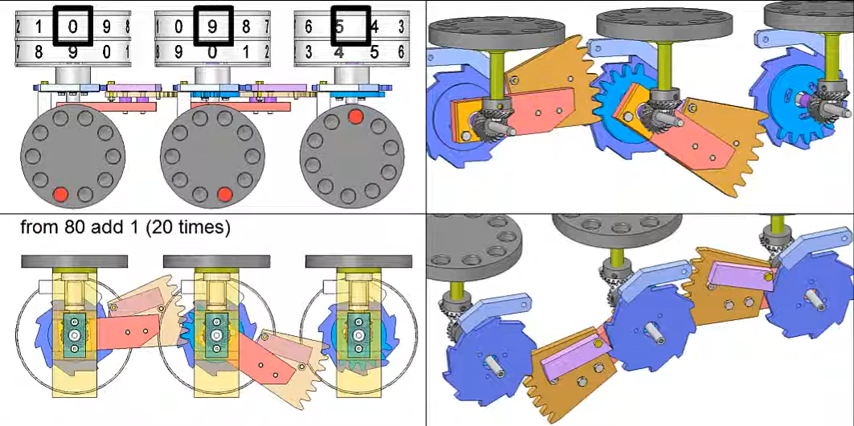 2 1 0 9 8
1 0 9 8 7
6 5 4 3
7 8 9 0 1
8 9 0 1 2
3 4 5 6
from 80 add 1 (20 times)